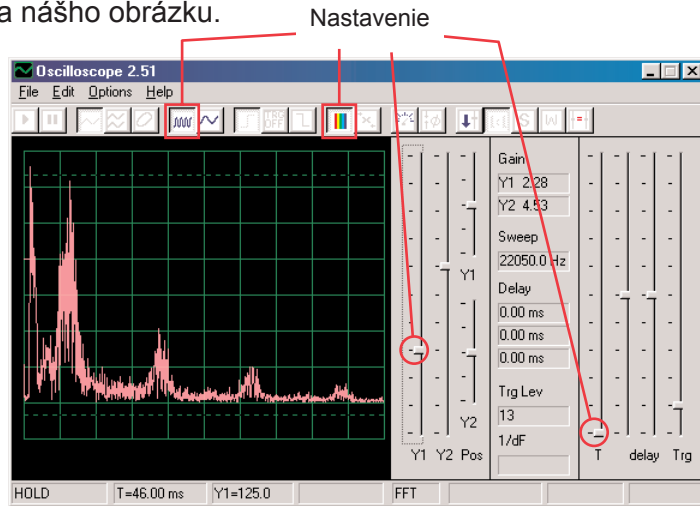 a nášho obrázku.
Nastavenie
Oscilloscope 2.51
File Edit Options Help
TRG
OFF
Gain
Y1 2.28
Y2 4.53
Sweep
22050.0 Hz
Delay
0.00 ms
0.00 ms
0.00 ms
Trg Lev
13
1/dF
Y1
Y2
Y1 Y2 Pos
T delay Trg
HOLD T=46.00 ms Y1=125.0 FFT